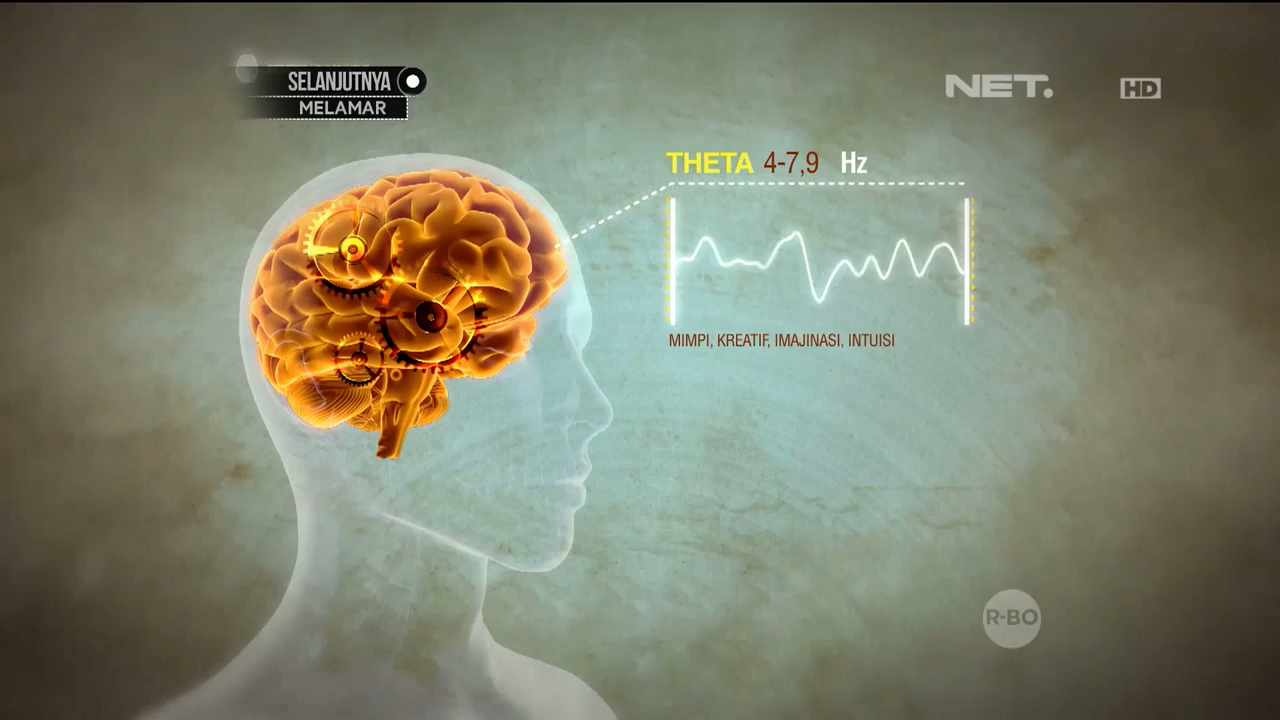 SELANJUTNYA
MELAMAR
NET.
HD
THETA 4-7,9 Hz
MIMPI, KREATIF, IMAJINASI, INTUISI
R-BO